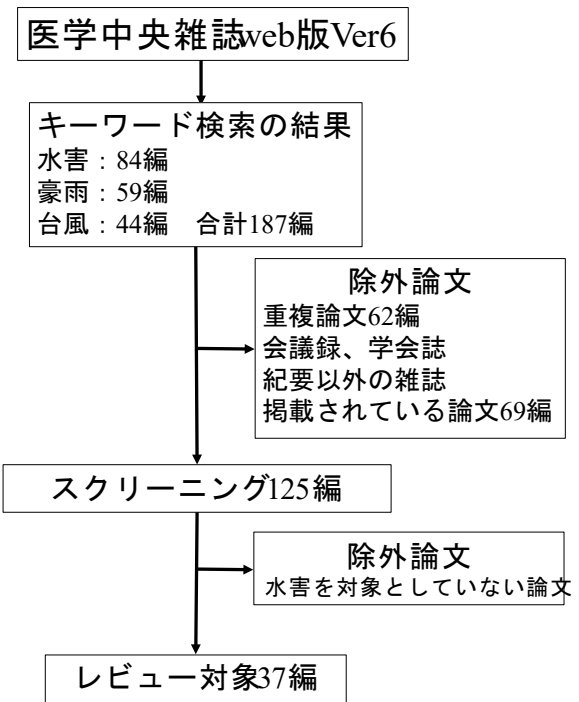 医学中央雑誌web版Ver6
キーワード検索の結果
水害：84編
豪雨：59編
台風：44編　合計187編
除外論文
重複論文62編
会議録、学会誌
紀要以外の雑誌
掲載されている論文69編
スクリーニング125編
除外論文
水害を対象としていない論文
レビュー対象37編